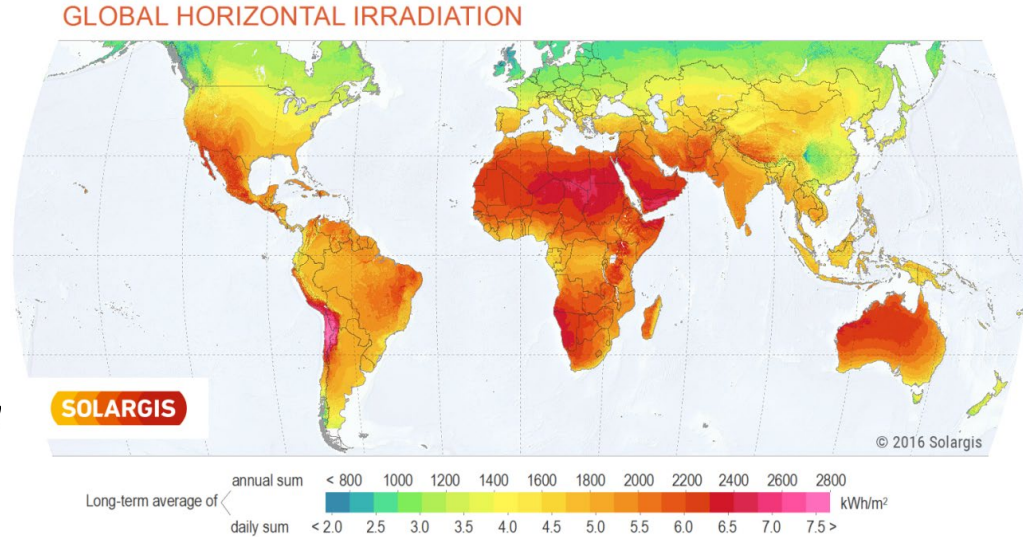 GLOBAL HORIZONTAL IRRADIATION
SOLARGIS
© 2016 Solargis
annual sum < 800 1000 1200 1400 1600 1800 2000 2200 2400 2600 2800
Long-term average of kWh/m²
daily sum < 2.0 2.5 3.0 3.5 4.0 4.5 5.0 5.5 6.0 6.5 7.0 7.5 >